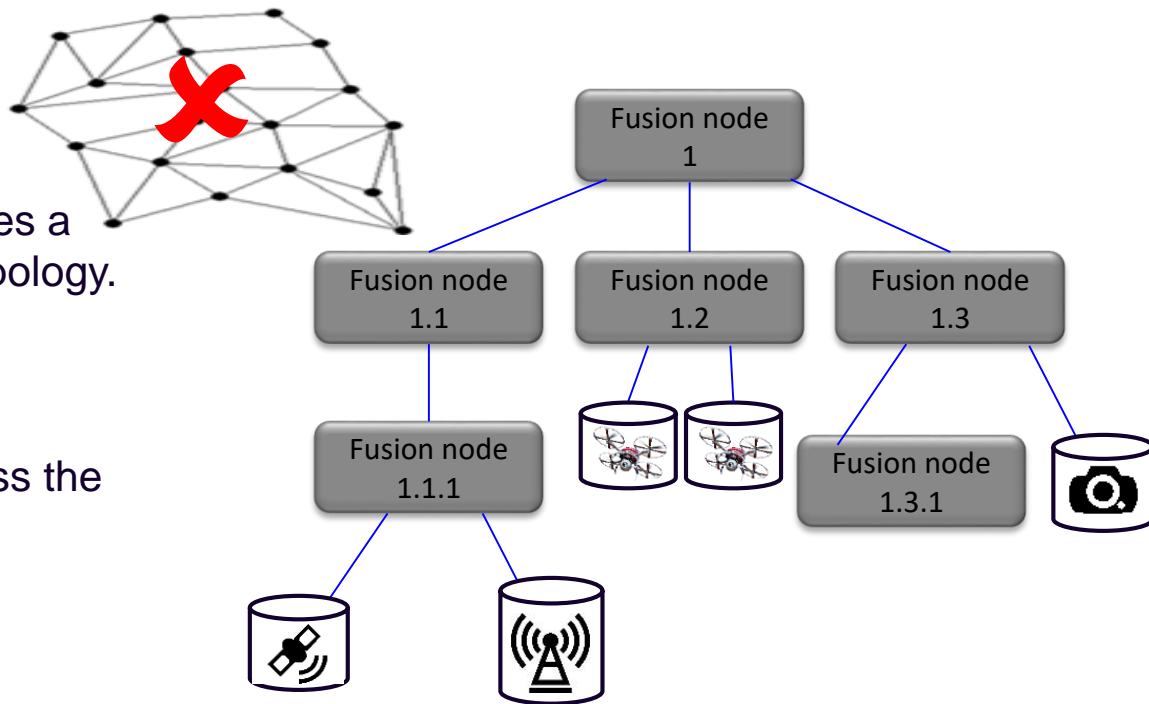 es a
pology.
ss the
Fusion node
1
Fusion node
1.1
Fusion node
1.2
Fusion node
1.3
Fusion node
1.1.1
Fusion node
1.3.1